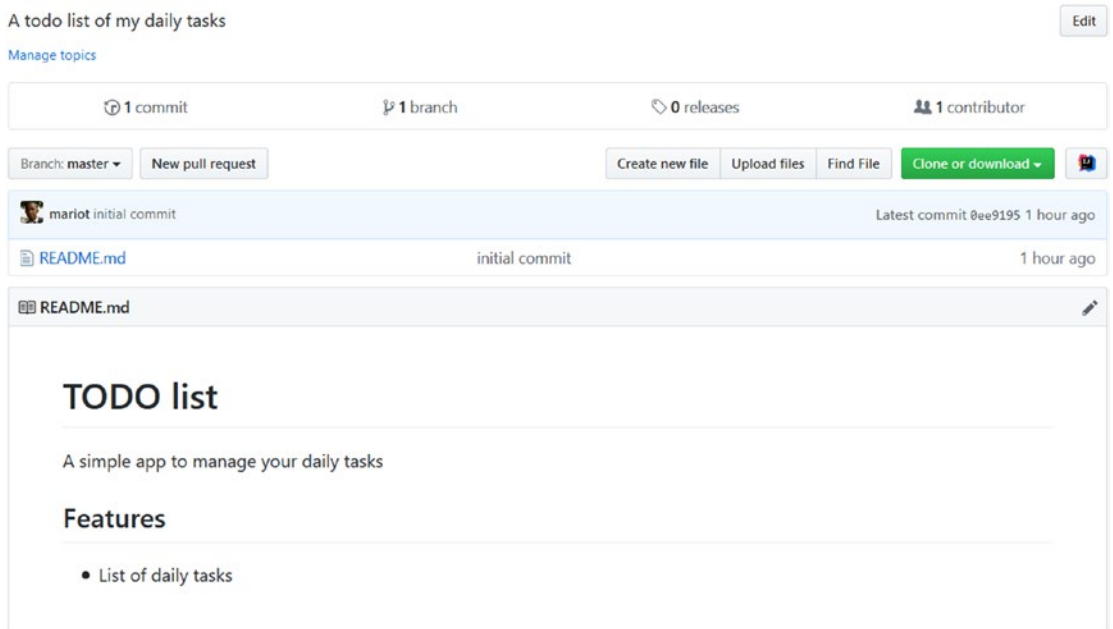 A todo list of my daily tasks Edit
Manage topics
1 commit 1 branch 0 releases 1 contributor
Branch: master New pull request Create new file Upload files Find File Clone or download
mariot initial commit Latest commit 0ee9195 1 hour ago
README.md initial commit 1 hour ago
README.md
TODO list
A simple app to manage your daily tasks
Features
• List of daily tasks